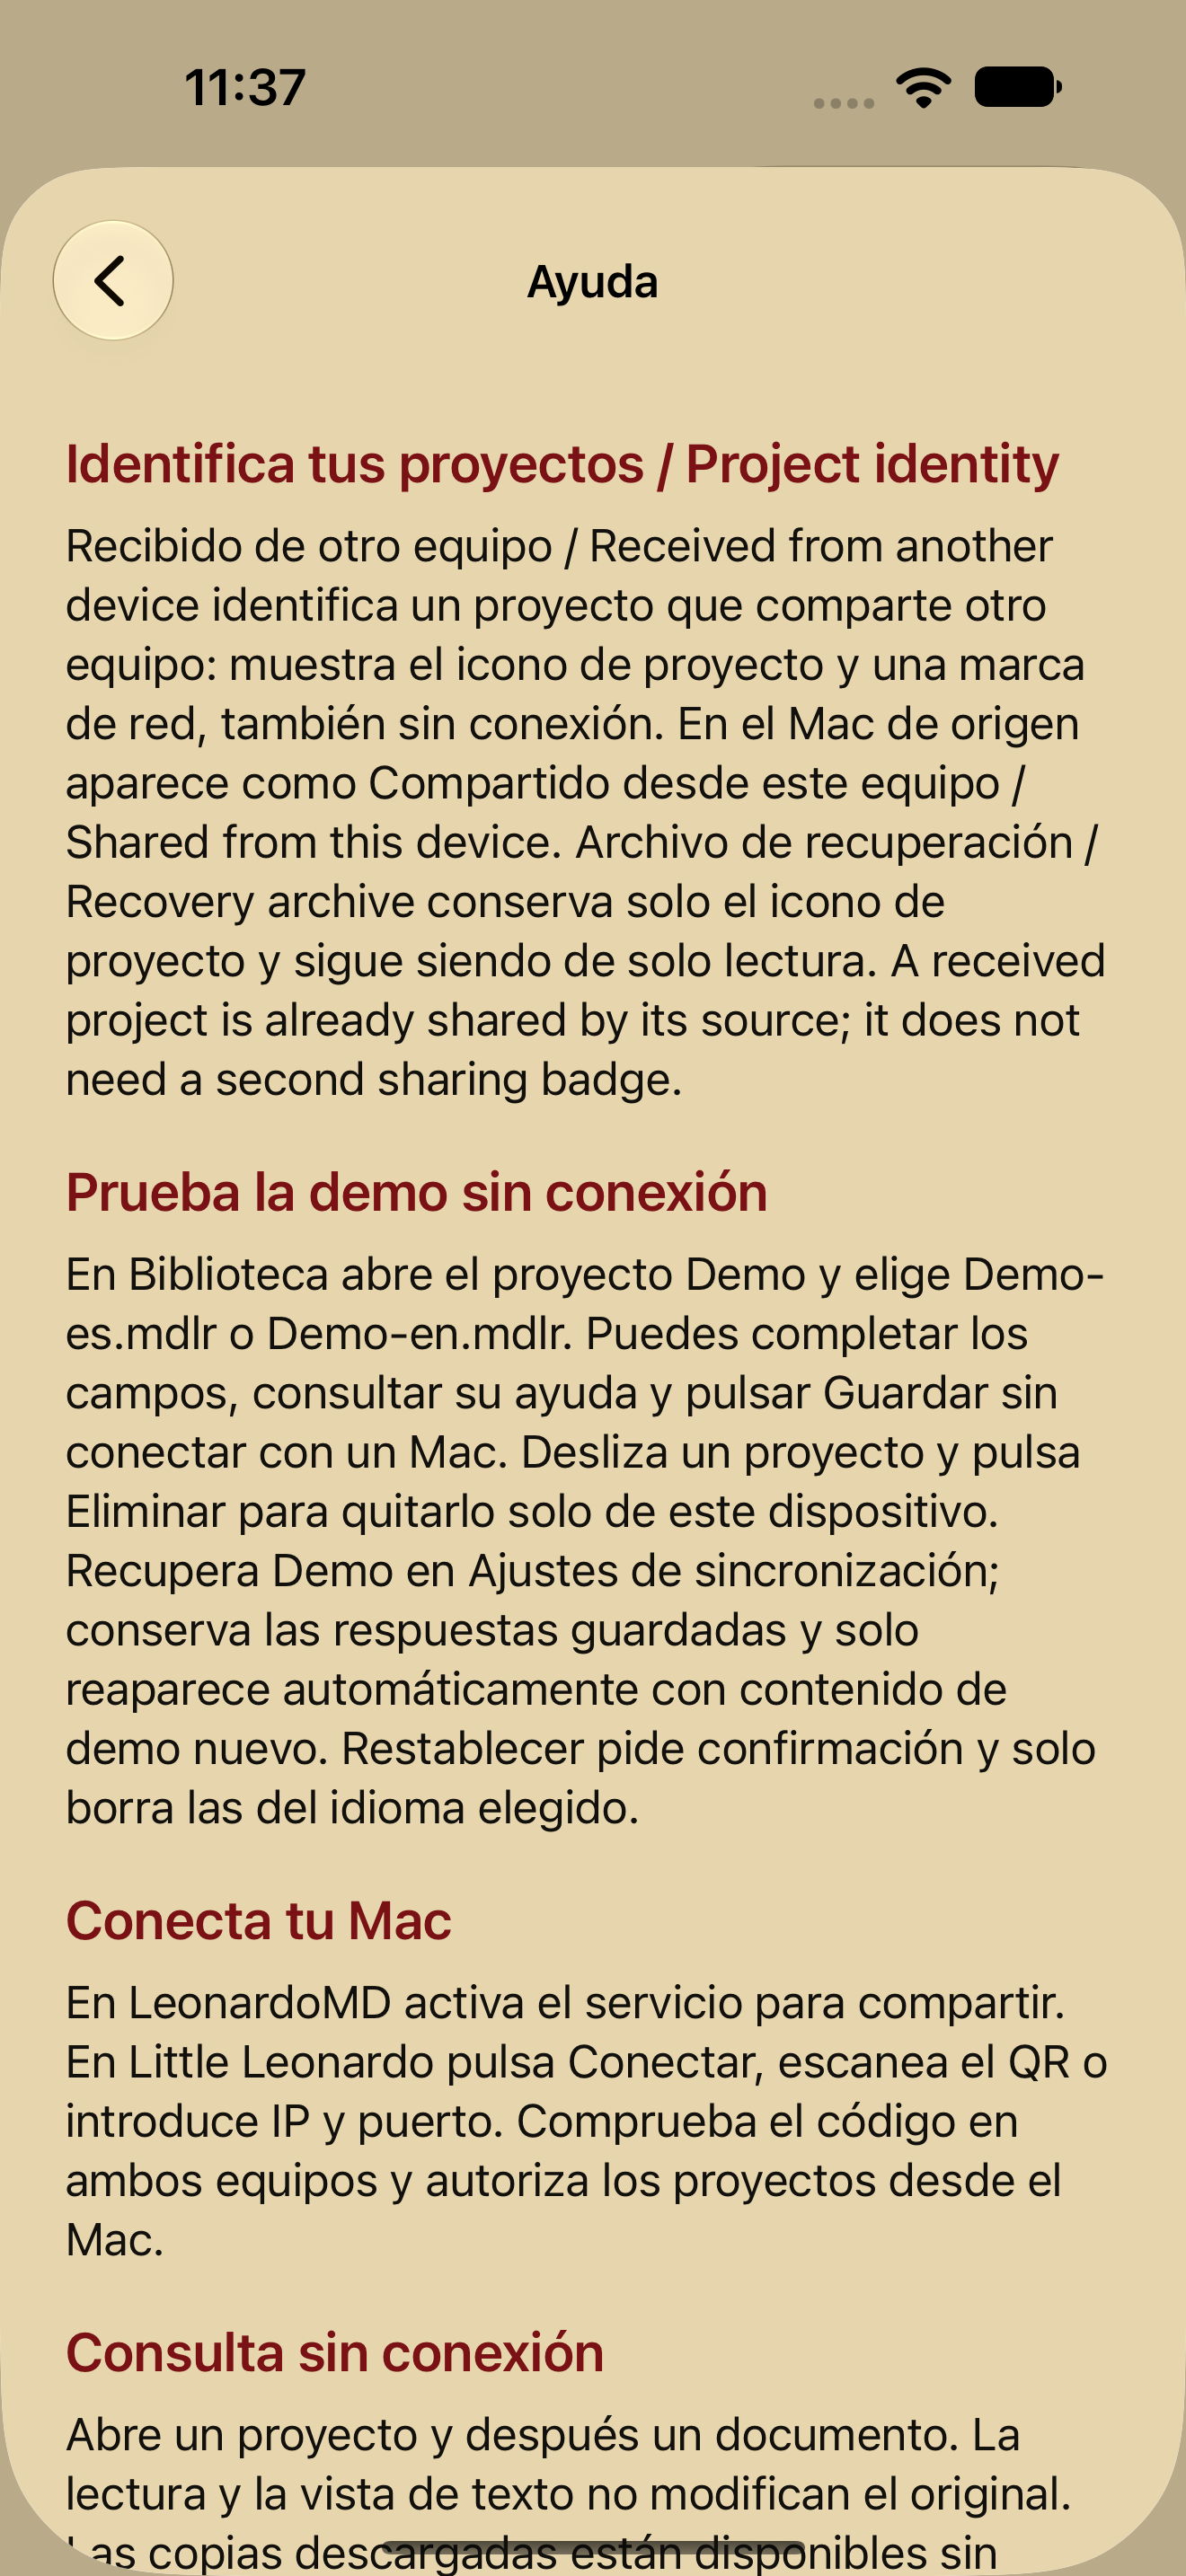 11:37
Ayuda
Identifica tus proyectos / Project identity
Recibido de otro equipo / Received from another
device identifica un proyecto que comparte otro
equipo: muestra el icono de proyecto y una marca
de red, también sin conexión. En el Mac de origen
aparece como Compartido desde este equipo /
Shared from this device. Archivo de recuperación /
Recovery archive conserva solo el icono de
proyecto y sigue siendo de solo lectura. A received
project is already shared by its source; it does not
need a second sharing badge.
Prueba la demo sin conexión
En Biblioteca abre el proyecto Demo y elige Demo-
es.mdlr o Demo-en.mdlr. Puedes completar los
campos, consultar su ayuda y pulsar Guardar sin
conectar con un Mac. Desliza un proyecto y pulsa
Eliminar para quitarlo solo de este dispositivo.
Recupera Demo en Ajustes de sincronización;
conserva las respuestas guardadas y solo
reaparece automáticamente con contenido de
demo nuevo. Restablecer pide confirmación y solo
borra las del idioma elegido.
Conecta tu Mac
En LeonardoMD activa el servicio para compartir.
En Little Leonardo pulsa Conectar, escanea el QR o
introduce IP y puerto. Comprueba el código en
ambos equipos y autoriza los proyectos desde el
Mac.
Consulta sin conexión
Abre un proyecto y después un documento. La
lectura y la vista de texto no modifican el original.
Las copias descargadas están disponibles sin